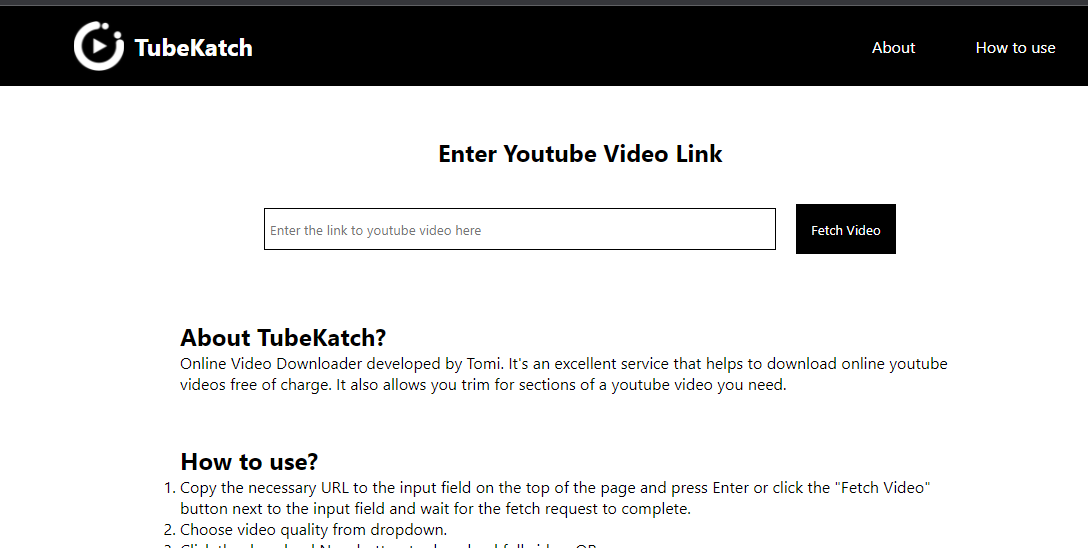 TubeKatch
About
How to use
Enter Youtube Video Link
Enter the link to youtube video here
Fetch Video
About TubeKatch?
Online Video Downloader developed by Tomi. It's an excellent service that helps to download online youtube
videos free of charge. It also allows you trim for sections of a youtube video you need.
How to use?
1. Copy the necessary URL to the input field on the top of the page and press Enter or click the "Fetch Video"
button next to the input field and wait for the fetch request to complete.
2. Choose video quality from dropdown.